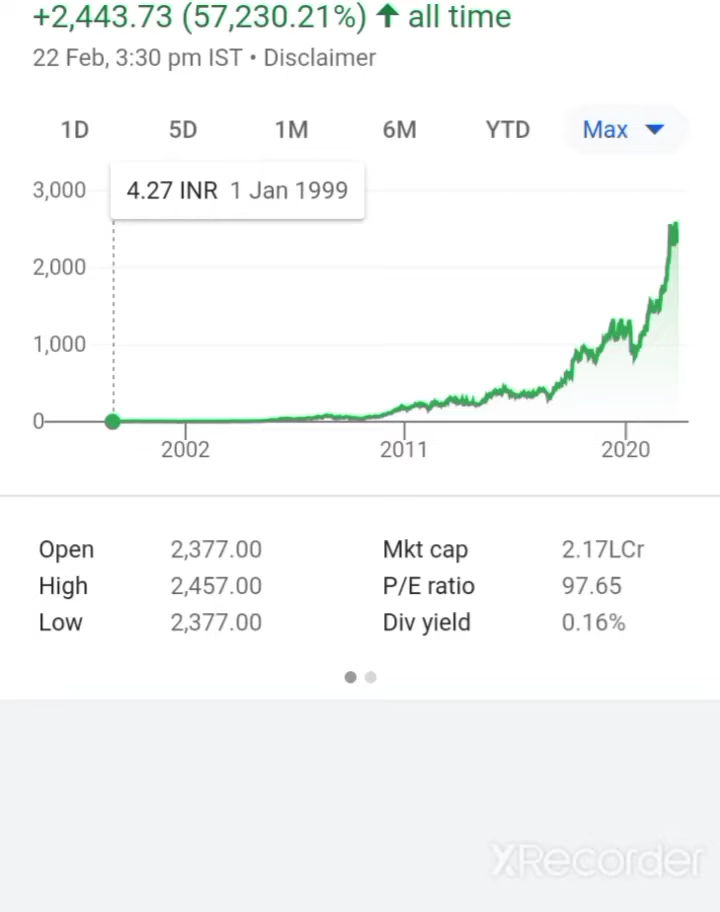 +2,443.73 (57,230.21%) ↑ all time
22 Feb, 3:30 pm IST • Disclaimer
1D 5D 1M 6M YTD Max
3,000
4.27 INR 1 Jan 1999
2,000
1,000
0
2002 2011 2020
Open 2,377.00 Mkt cap 2.17LCr
High 2,457.00 P/E ratio 97.65
Low 2,377.00 Div yield 0.16%
XRecorder